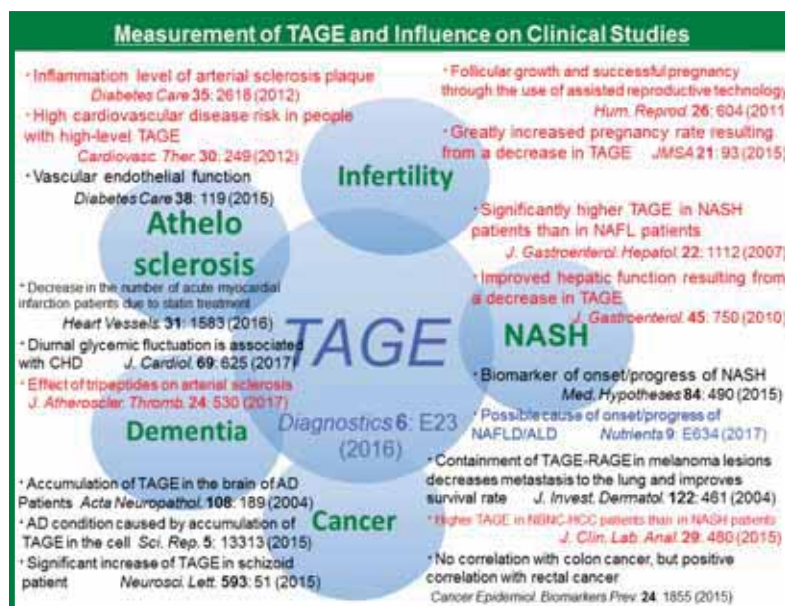 Measurement of TAGE and Influence on Clinical Studies
· Inflammation level of arterial sclerosis plaque
Diabetes Care 35: 2618 (2012)
· High cardiovascular disease risk in people
with high-level TAGE
Cardiovasc. Ther. 30: 249 (2012)
· Vascular endothelial function
Diabetes Care 38: 119 (2015)
Athelo
sclerosis
* Decrease in the number of acute myocardial
infarction patients due to statin treatment
Heart Vessels. 31: 1583 (2016)
· Diurnal glycemic fluctuation is associated
with CHD J. Cardiol. 69: 625 (2017)
· Effect of tripeptides on arterial sclerosis
J. Atheroscler. Thromb. 24: 530 (2017)
Dementia
· Accumulation of TAGE in the brain of AD
Patients Acta Neuropathol. 108: 189 (2004)
· AD condition caused by accumulation of
TAGE in the cell Sci. Rep. 5: 13313 (2015)
· Significant increase of TAGE in schizoid
patient Neurosci. Lett. 593: 51 (2015)
Infertility
TAGE
Diagnostics 6: E23
(2016)
Cancer
· Follicular growth and successful pregnancy
through the use of assisted reproductive technology
Hum. Reprod. 26: 604 (2011
· Greatly increased pregnancy rate resulting
from a decrease in TAGE JMSA 21: 93 (2015)
· Significantly higher TAGE in NASH
patients than in NAFL patients
J. Gastroenterol. Hepatol. 22: 1112 (2007)
· Improved hepatic function resulting from
a decrease in TAGE
J. Gastroenterol. 45: 750 (2010)
NASH
· Biomarker of onset/progress of NASH
Med. Hypotheses 84: 490 (2015)
· Possible cause of onset/progress of
NAFLD/ALD Nutrients 9: E634 (2017)
· Containment of TAGE-RAGE in melanoma lesions
decreases metastasis to the lung and improves
survival rate J. Invest. Dermatol. 122: 461 (2004)
· Higher TAGE in NBNC-HCC patients than in NASH patients
J. Clin. Lab. Anal. 29: 480 (2015)
· No correlation with colon cancer, but positive
correlation with rectal cancer
Cancer Epidemiol. Biomarkers Prev. 24: 1855 (2015)